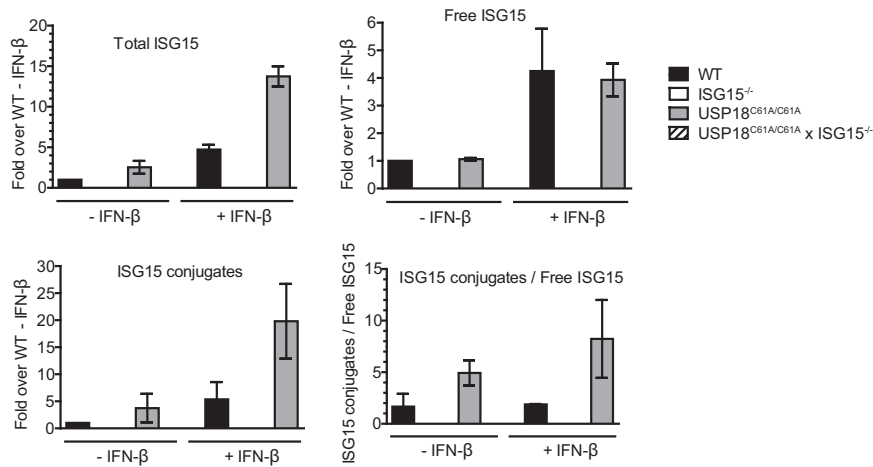 Total ISG15
Fold over WT - IFN-β
20
15
10
5
0
- IFN-β
+ IFN-β
Free ISG15
Fold over WT - IFN-β
6
5
4
3
2
1
0
- IFN-β
+ IFN-β
WT
ISG15-/-
USP18C61A/C61A
USP18C61A/C61A x ISG15-/-
ISG15 conjugates
Fold over WT - IFN-β
30
25
20
15
10
5
0
- IFN-β
+ IFN-β
ISG15 conjugates / Free ISG15
ISG15 conjugates / Free ISG15
15
10
5
0
- IFN-β
+ IFN-β